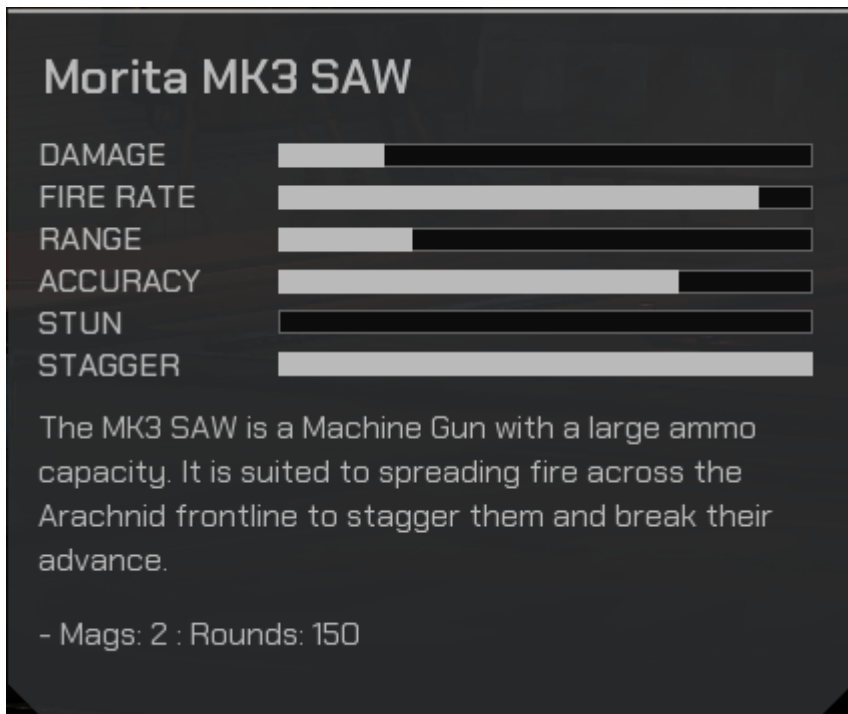 Morita MK3 SAW
DAMAGE
FIRE RATE
RANGE
ACCURACY
STUN
STAGGER
The MK3 SAW is a Machine Gun with a large ammo
capacity. It is suited to spreading fire across the
Arachnid frontline to stagger them and break their
advance.
- Mags: 2 : Rounds: 150